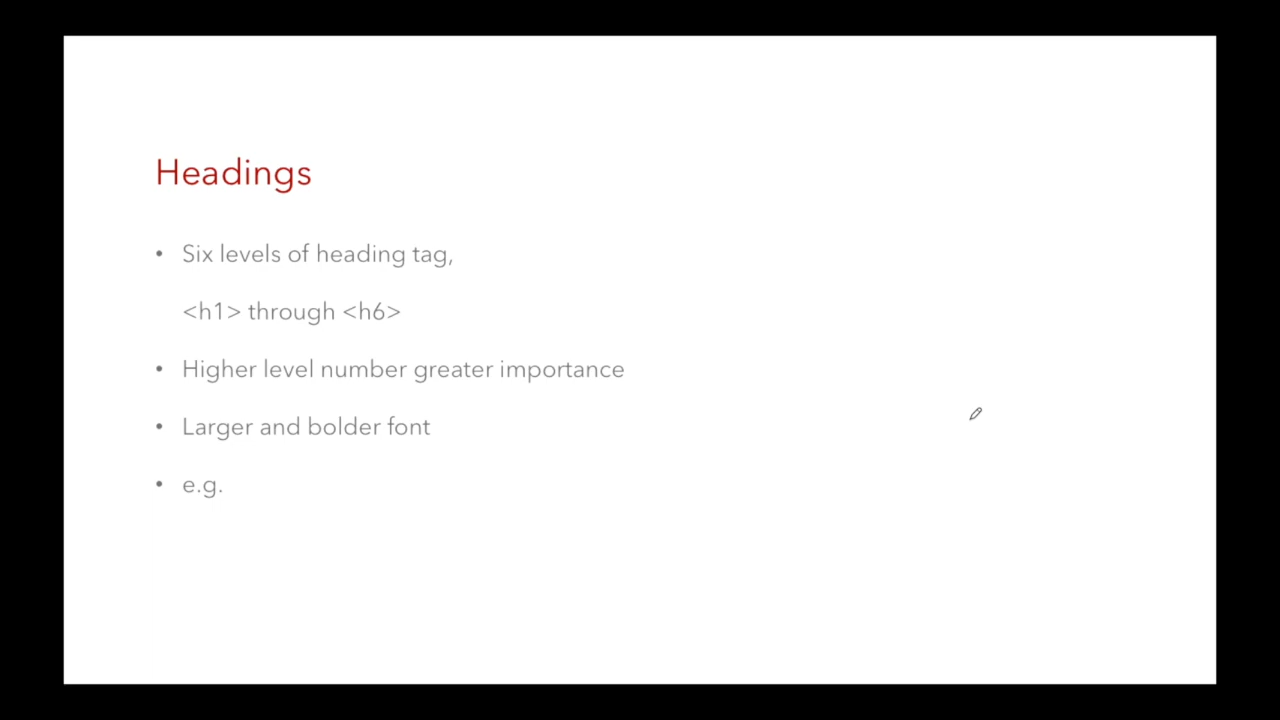 Headings
• Six levels of heading tag,
<h1> through <h6>
• Higher level number greater importance
• Larger and bolder font
• e.g.